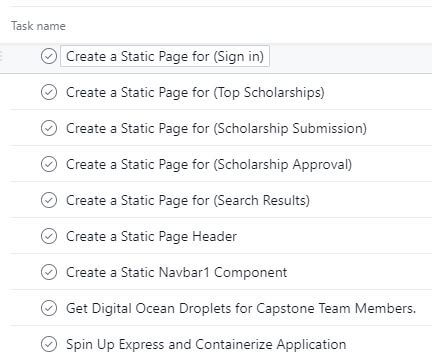 Task name
Create a Static Page for (Sign in)
Create a Static Page for (Top Scholarships)
Create a Static Page for (Scholarship Submission)
Create a Static Page for (Scholarship Approval)
Create a Static Page for (Search Results)
Create a Static Page Header
Create a Static Navbar1 Component
Get Digital Ocean Droplets for Capstone Team Members.
Spin Up Express and Containerize Application